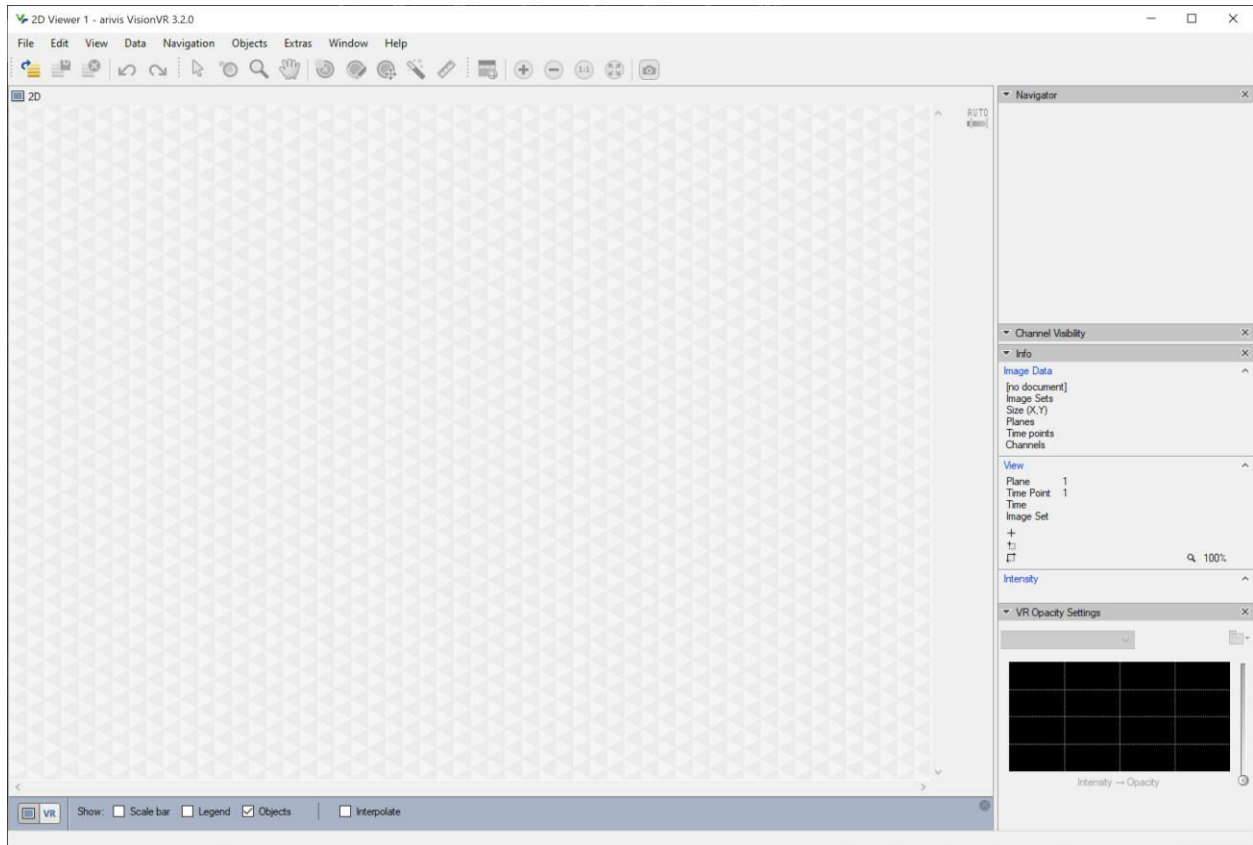 2D Viewer 1 - arivis VisionVR 3.2.0
File Edit View Data Navigation Objects Extras Window Help
1:1
2D
AUTO
Navigator
Channel Visibility
Info
Image Data
[no document]
Image Sets
Size (X,Y)
Planes
Time points
Channels
View
Plane 1
Time Point 1
Time
Image Set
100%
Intensity
VR Opacity Settings
Intensity → Opacity
VR Show: Scale bar Legend Objects Interpolate